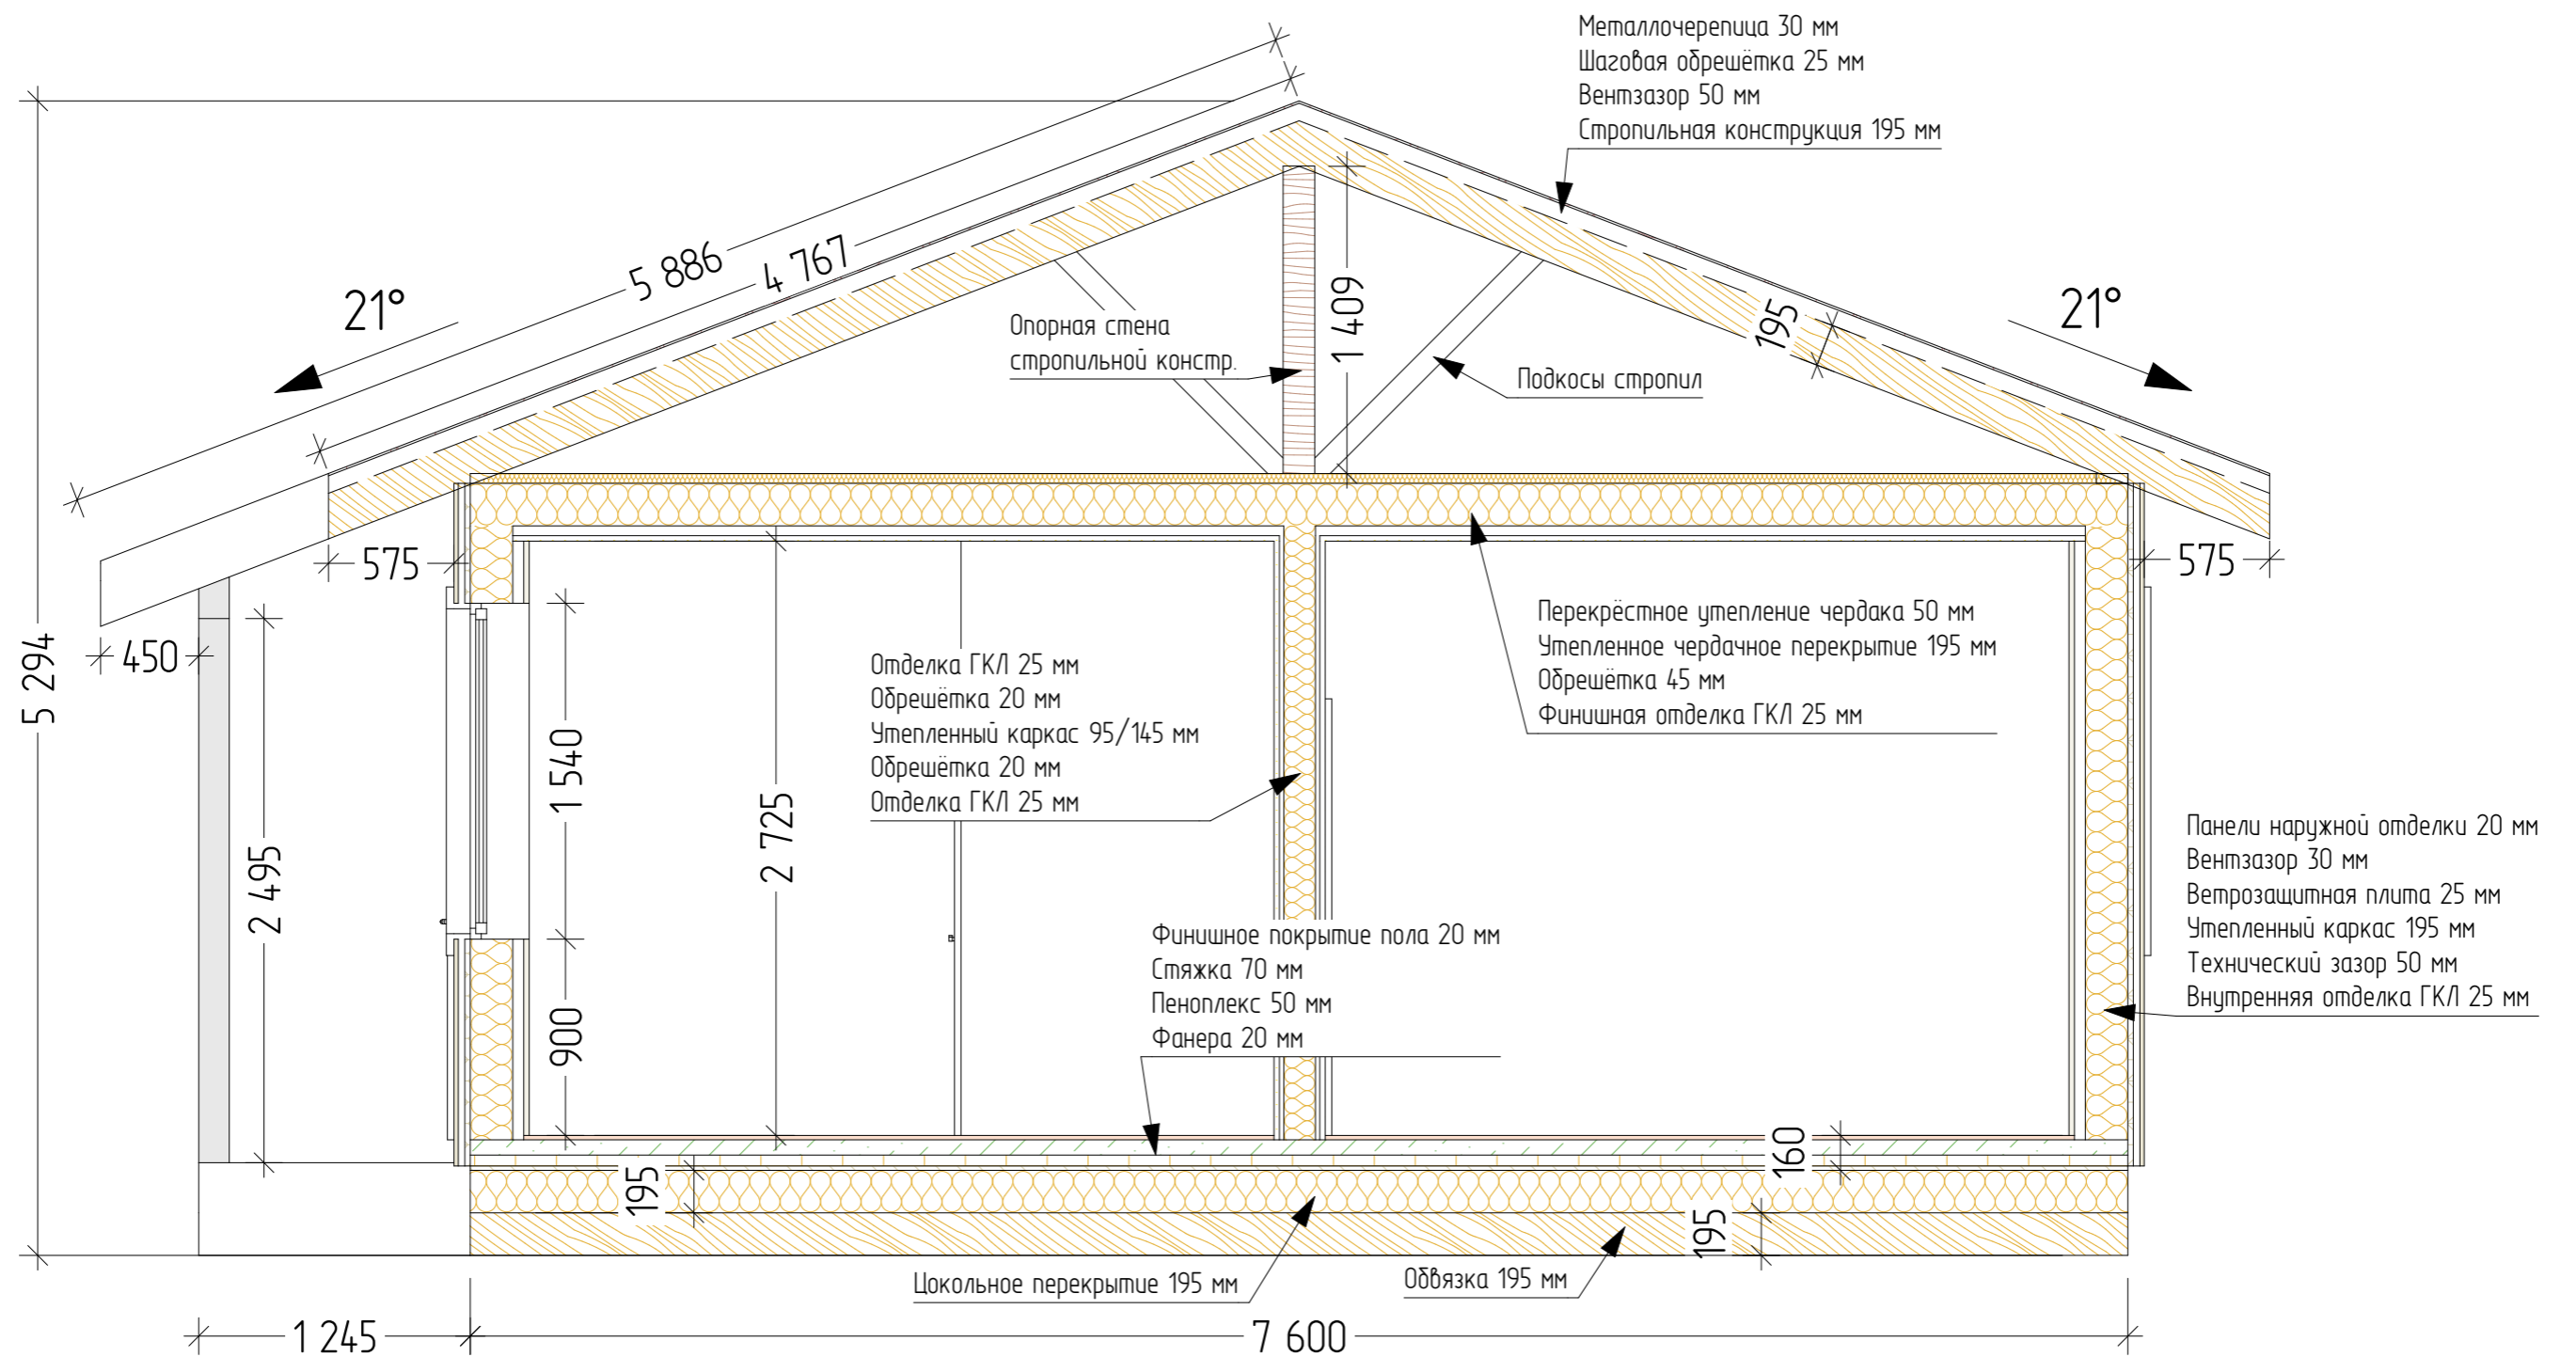 Металлочерепица 30 мм
Шаговая обрешётка 25 мм
Вентзазор 50 мм
Стропильная конструкция 195 мм
5 886
4 767
21°
21°
195
1 409
Опорная стена
стропильной констр.
Подкосы стропил
575
575
450
5 294
2 495
1 540
900
2 725
Отделка ГКЛ 25 мм
Обрешётка 20 мм
Утепленный каркас 95/145 мм
Обрешётка 20 мм
Отделка ГКЛ 25 мм
Перекрёстное утепление чердака 50 мм
Утепленное чердачное перекрытие 195 мм
Обрешётка 45 мм
Финишная отделка ГКЛ 25 мм
Панели наружной отделки 20 мм
Вентзазор 30 мм
Ветрозащитная плита 25 мм
Утепленный каркас 195 мм
Технический зазор 50 мм
Внутренняя отделка ГКЛ 25 мм
Финишное покрытие пола 20 мм
Стяжка 70 мм
Пеноплекс 50 мм
Фанера 20 мм
160
195
195
Цокольное перекрытие 195 мм
Обвязка 195 мм
1 245
7 600